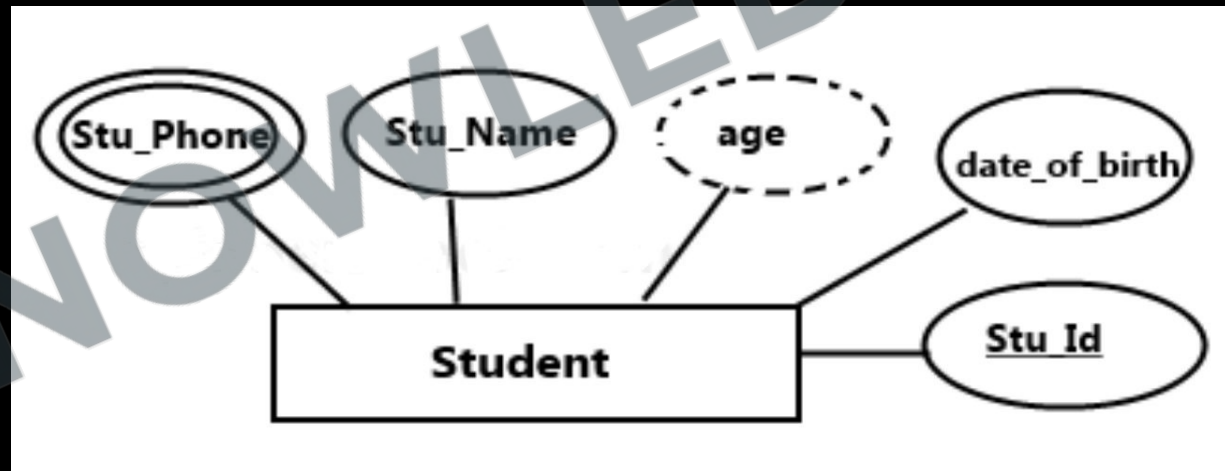 Stu_Phone
Stu_Name
age
date_of_birth
Stu_Id
Student